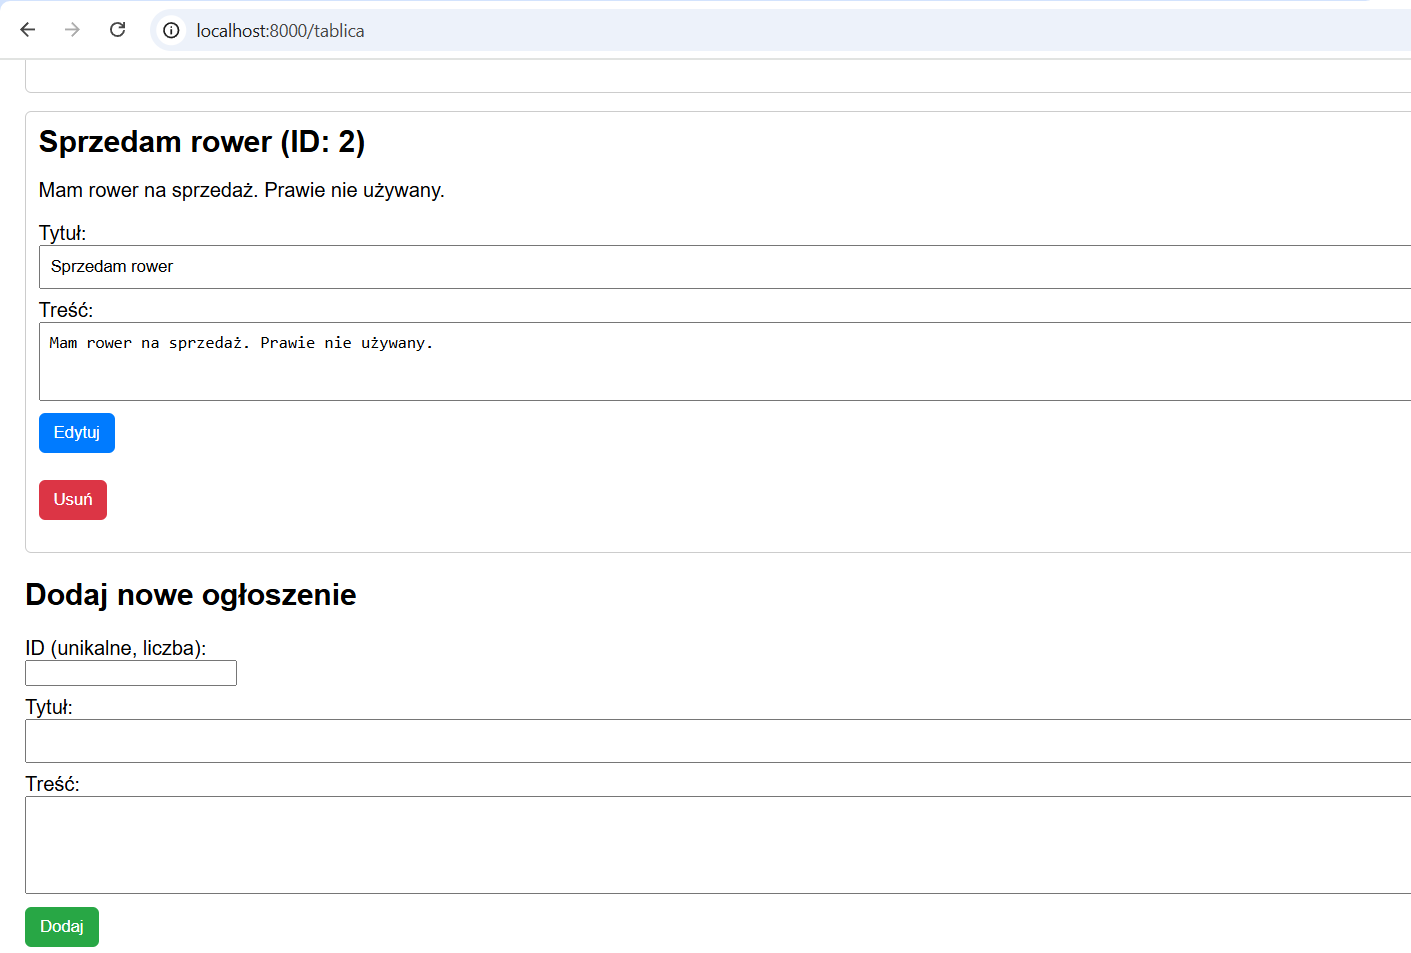 localhost:8000/tablica
Sprzedam rower (ID: 2)
Mam rower na sprzedaż. Prawie nie używany.
Tytuł:
Sprzedam rower
Treść:
Mam rower na sprzedaż. Prawie nie używany.
Edytuj
Usuń
Dodaj nowe ogłoszenie
ID (unikalne, liczba):
Tytuł:
Treść:
Dodaj